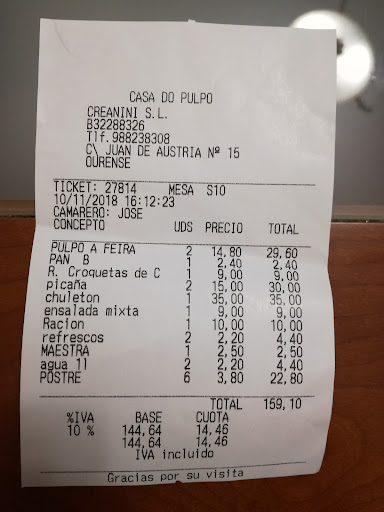 CASA DO PULPO
CREANINI S.L.
B32288326
Tlf.988238308
C\ JUAN DE AUSTRIA Nº 15
OURENSE
TICKET: 27814 MESA S10
10/11/2018 16:12:23
CAMARERO: JOSE
CONCEPTO UDS PRECIO TOTAL
PULPO A FEIRA 2 14,80 29,60
PAN B 1 2,40 2,40
R. Croquetas de C 1 9,00 9,00
picaña 2 15,00 30,00
chuleton 1 35,00 35,00
ensalada mixta 1 9,00 9,00
Racion 1 10,00 10,00
refrescos 2 2,20 4,40
MAESTRA 1 2,50 2,50
agua 1l 2 2,20 4,40
POSTRE 6 3,80 22,80
TOTAL 159,10
%IVA BASE CUOTA
10 % 144,64 14,46
144,64 14,46
IVA incluido
Gracias por su visita